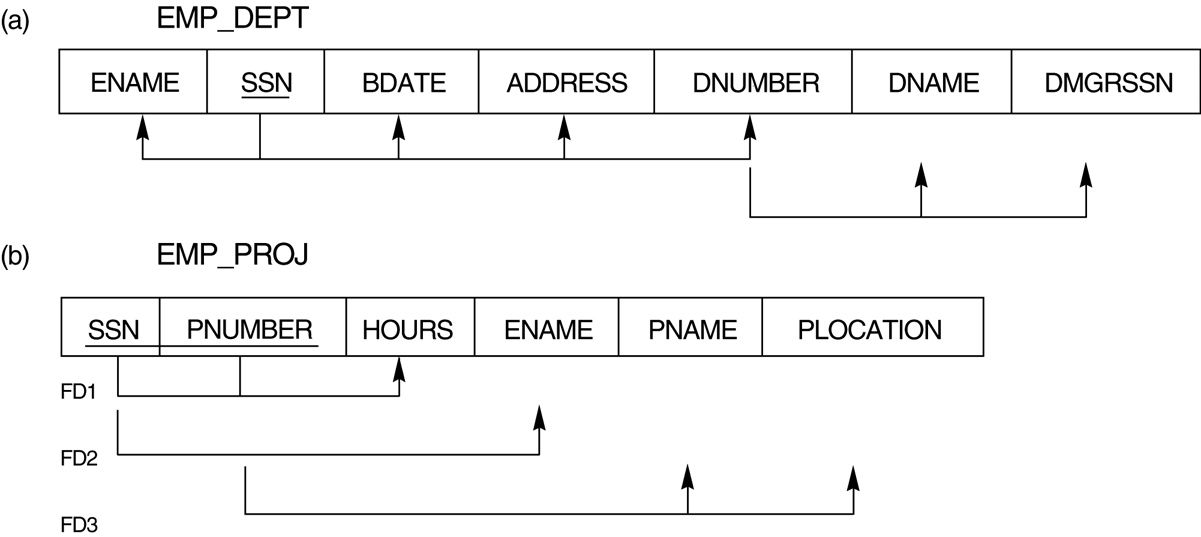 (a) EMP_DEPT
ENAME SSN BDATE ADDRESS DNUMBER DNAME DMGRSSN
(b) EMP_PROJ
SSN PNUMBER HOURS ENAME PNAME PLOCATION
FD1
FD2
FD3